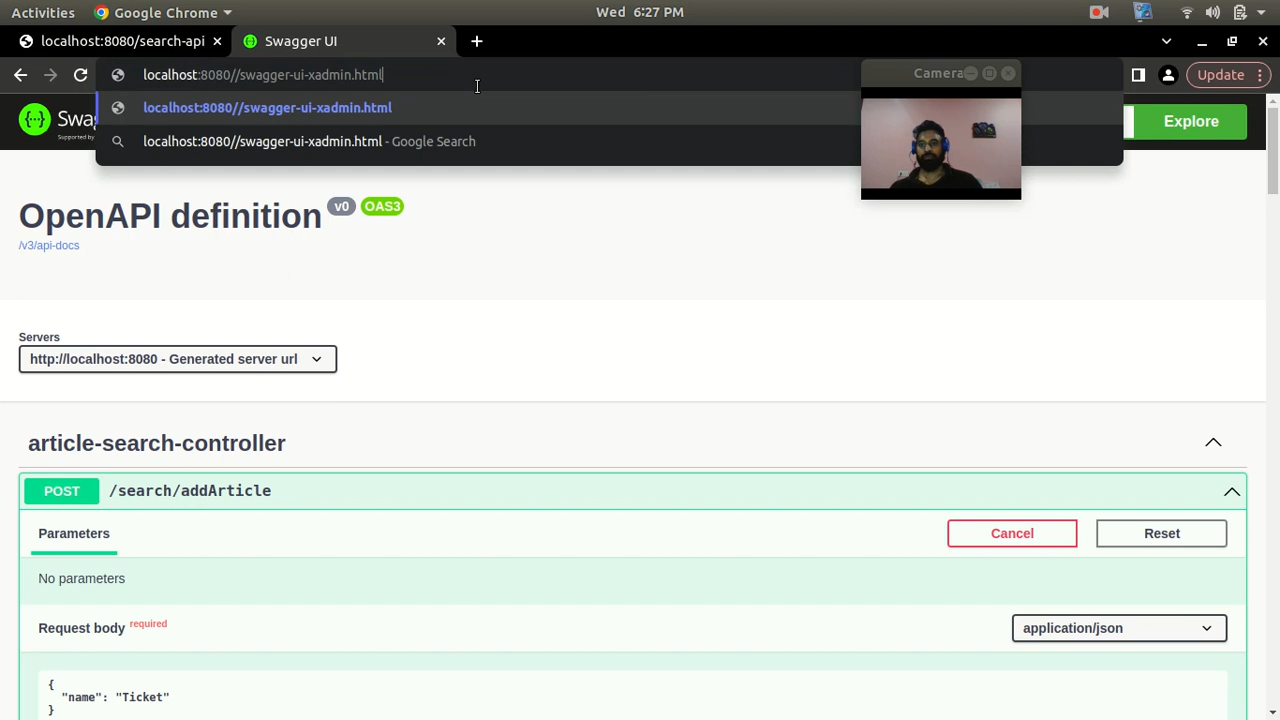 Activities Google Chrome Wed 6:27 PM
localhost:8080/search-api Swagger UI
localhost:8080//swagger-ui-xadmin.html Camera Update
localhost:8080//swagger-ui-xadmin.html
Swa Explore
Supported by
localhost:8080//swagger-ui-xadmin.html - Google Search
OpenAPI definition v0 OAS3
/v3/api-docs
Servers
http://localhost:8080 - Generated server url
article-search-controller
POST /search/addArticle
Parameters Cancel Reset
No parameters
Request body required application/json
{
"name": "Ticket"
}